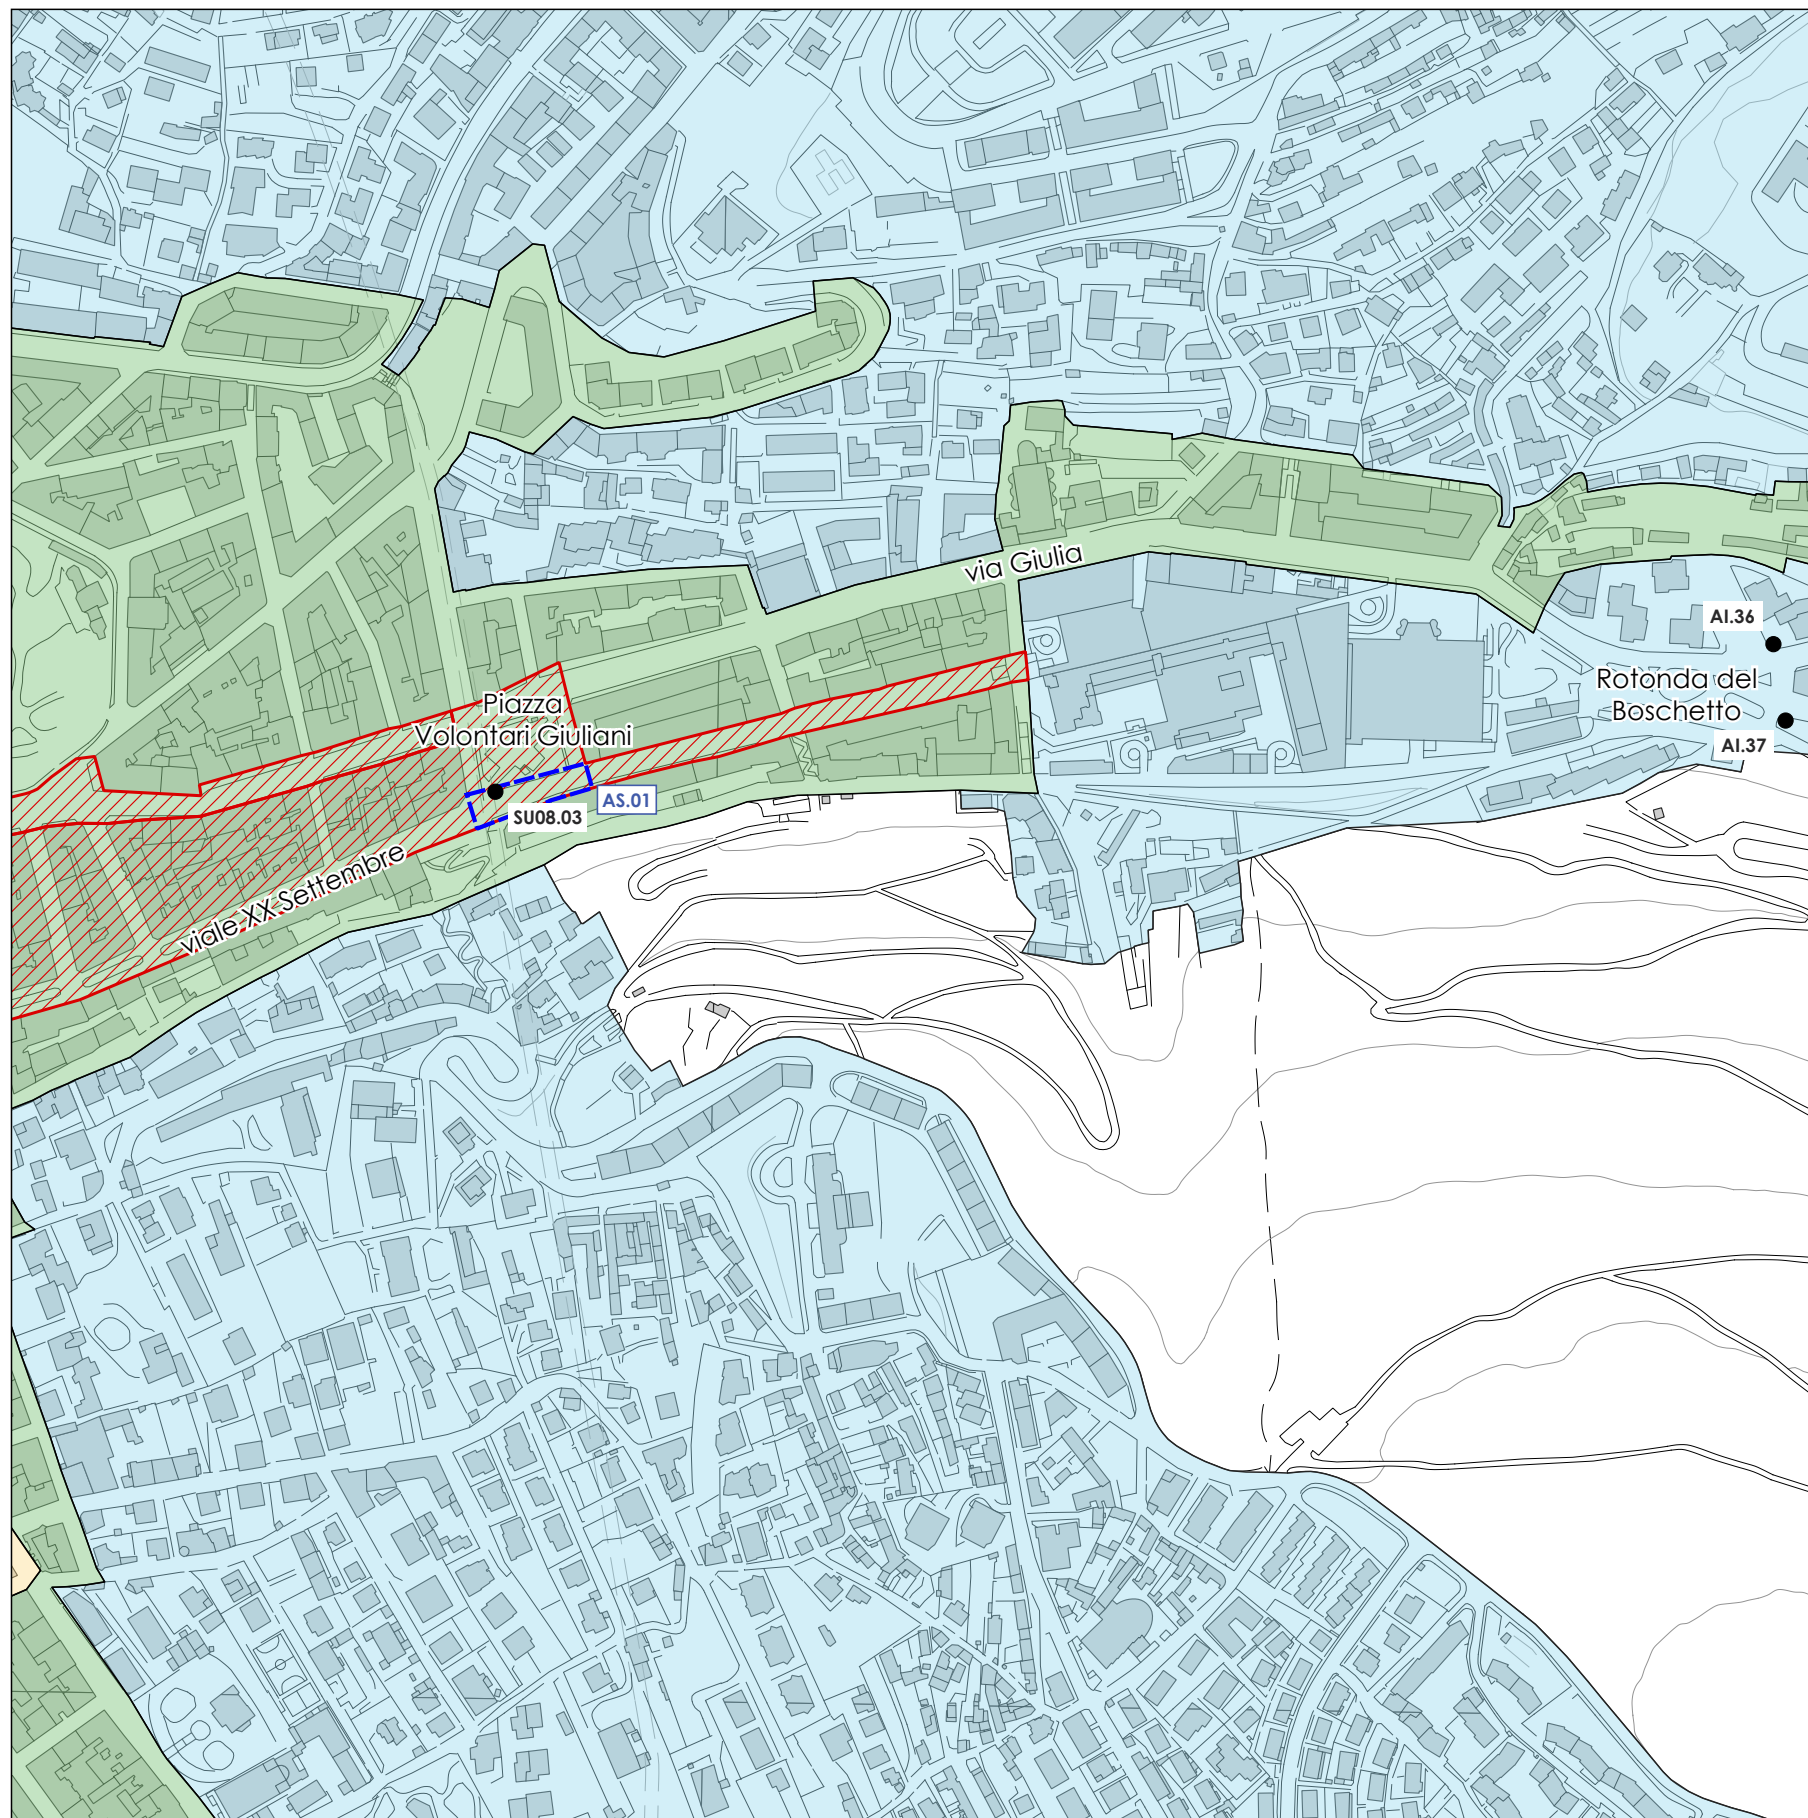 via Giulia
AI.36
Rotonda del
Boschetto
AI.37
Piazza
Volontari Giuliani
AS.01
SU08.03
viale XX Settembre